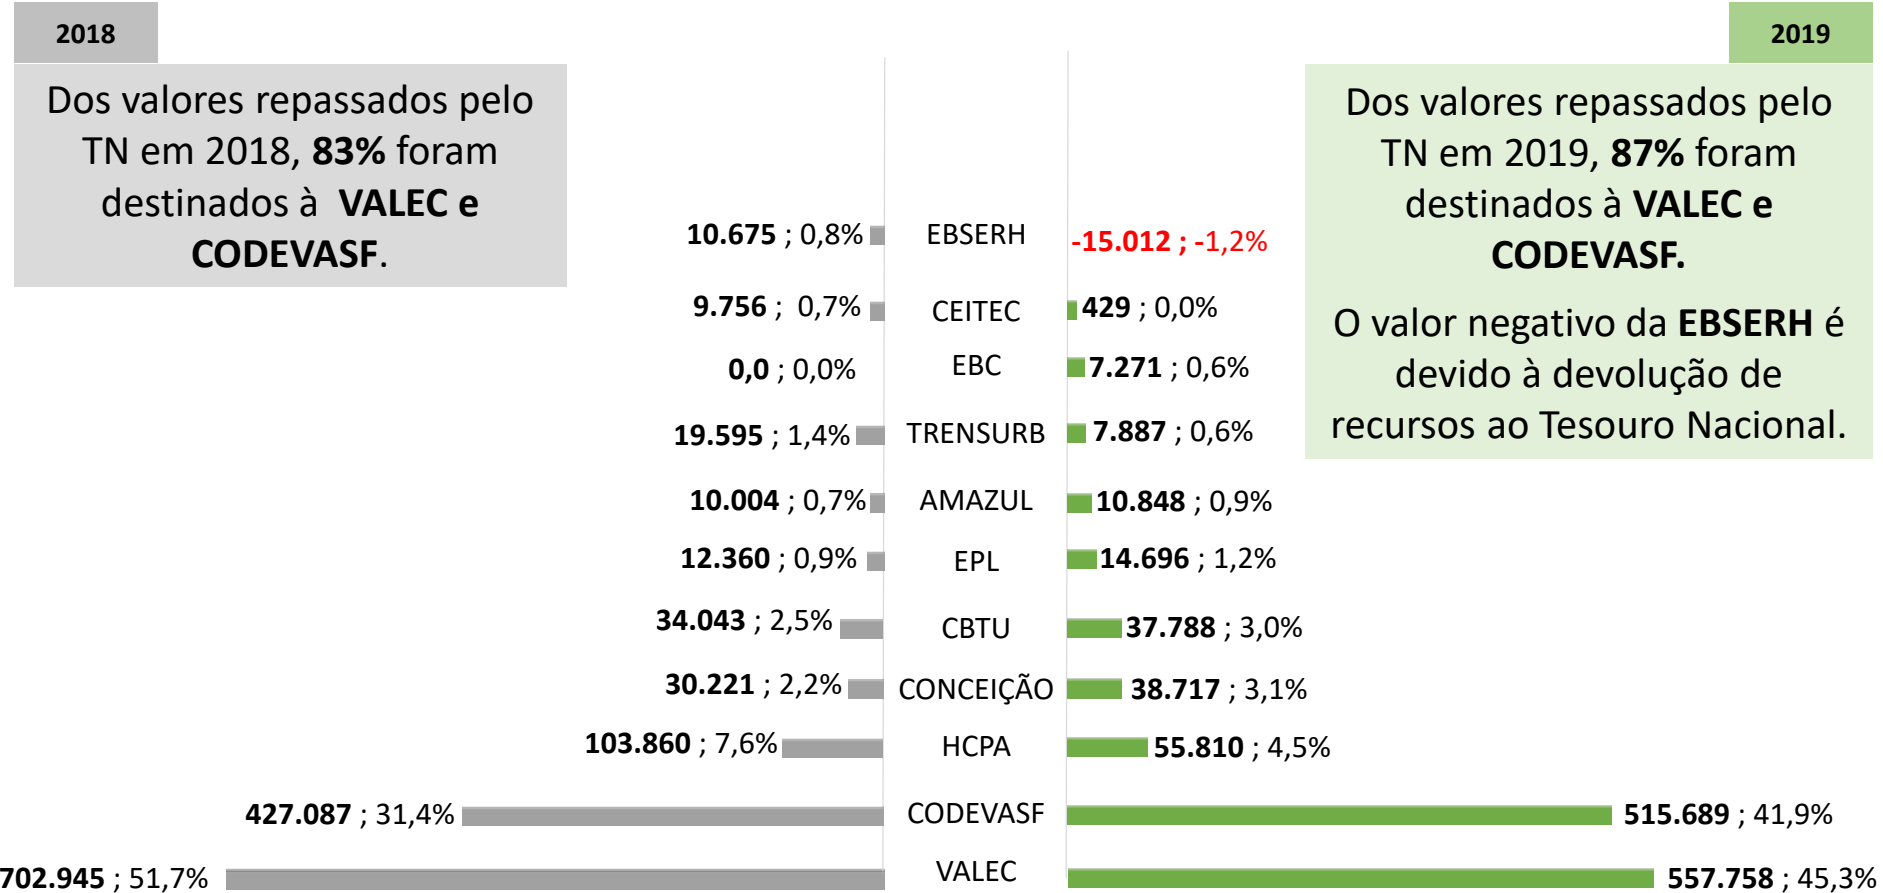 2018
Dos valores repassados pelo
TN em 2018, 83% foram
destinados à VALEC e
CODEVASF.
2019
Dos valores repassados pelo
TN em 2019, 87% foram
destinados à VALEC e
CODEVASF.
O valor negativo da EBSERH é
devido à devolução de
recursos ao Tesouro Nacional.
10.675 ; 0,8% EBSERH -15.012 ; -1,2%
9.756 ; 0,7% CEITEC 429 ; 0,0%
0,0 ; 0,0% EBC 7.271 ; 0,6%
19.595 ; 1,4% TRENSURB 7.887 ; 0,6%
10.004 ; 0,7% AMAZUL 10.848 ; 0,9%
12.360 ; 0,9% EPL 14.696 ; 1,2%
34.043 ; 2,5% CBTU 37.788 ; 3,0%
30.221 ; 2,2% CONCEIÇÃO 38.717 ; 3,1%
103.860 ; 7,6% HCPA 55.810 ; 4,5%
427.087 ; 31,4% CODEVASF 515.689 ; 41,9%
702.945 ; 51,7% VALEC 557.758 ; 45,3%